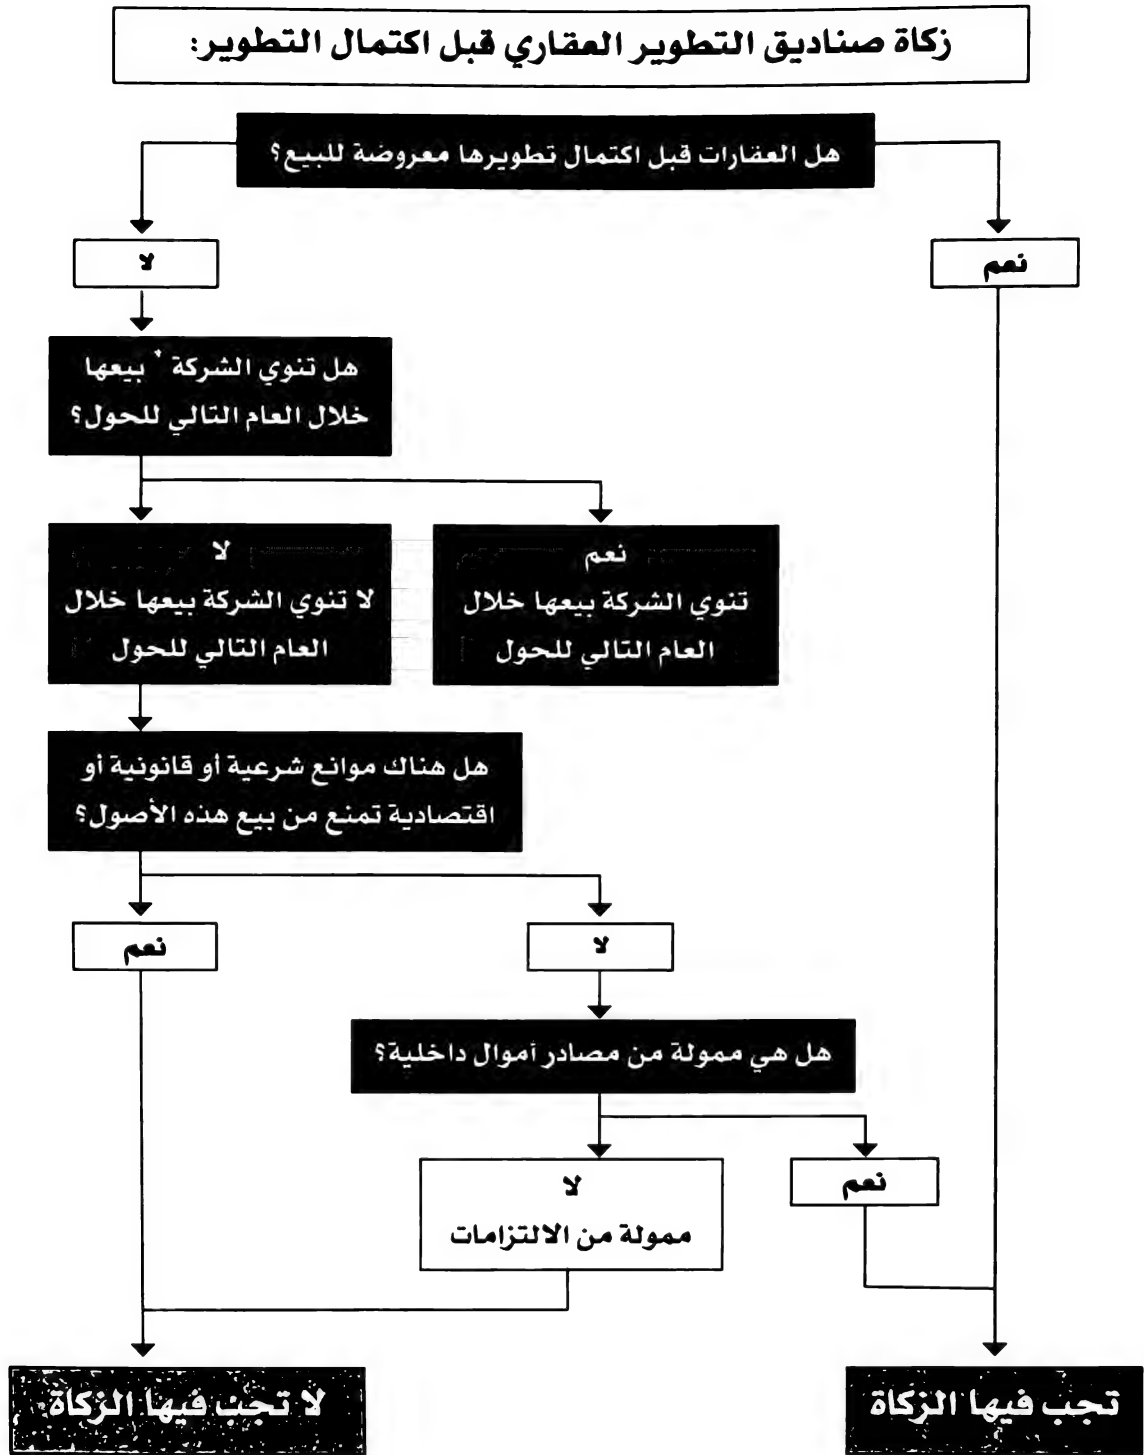 زكاة صناديق التطوير العقاري قبل اكتمال التطوير:
هل العقارات قبل اكتمال تطويرها معروضة للبيع؟
نعم
لا
هل تنوي الشركة * بيعها
خلال العام التالي للحول؟
نعم
تنوي الشركة بيعها خلال
العام التالي للحول
لا
لا تنوي الشركة بيعها خلال
العام التالي للحول
هل هناك موانع شرعية أو قانونية أو
اقتصادية تمنع من بيع هذه الأصول؟
لا
نعم
هل هي ممولة من مصادر أموال داخلية؟
نعم
لا
ممولة من الالتزامات
تجب فيها الزكاة
لا تجب فيها الزكاة